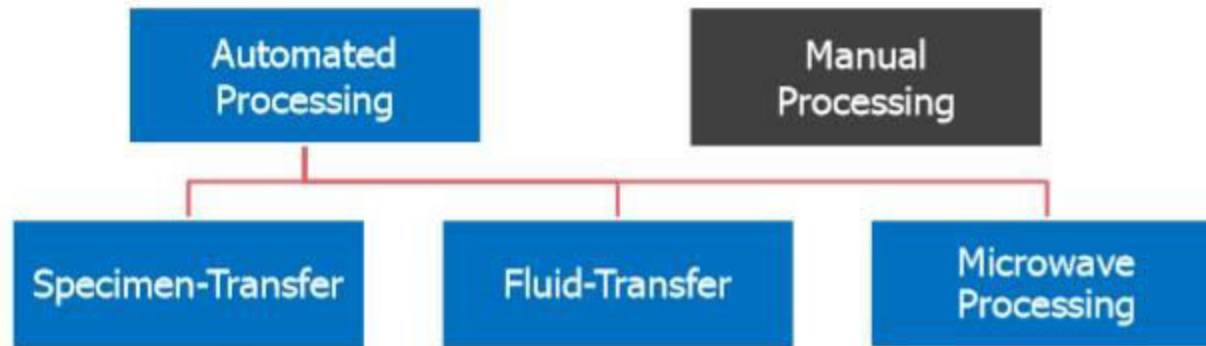 Automated
Processing
Manual
Processing
Specimen-Transfer
Fluid-Transfer
Microwave
Processing